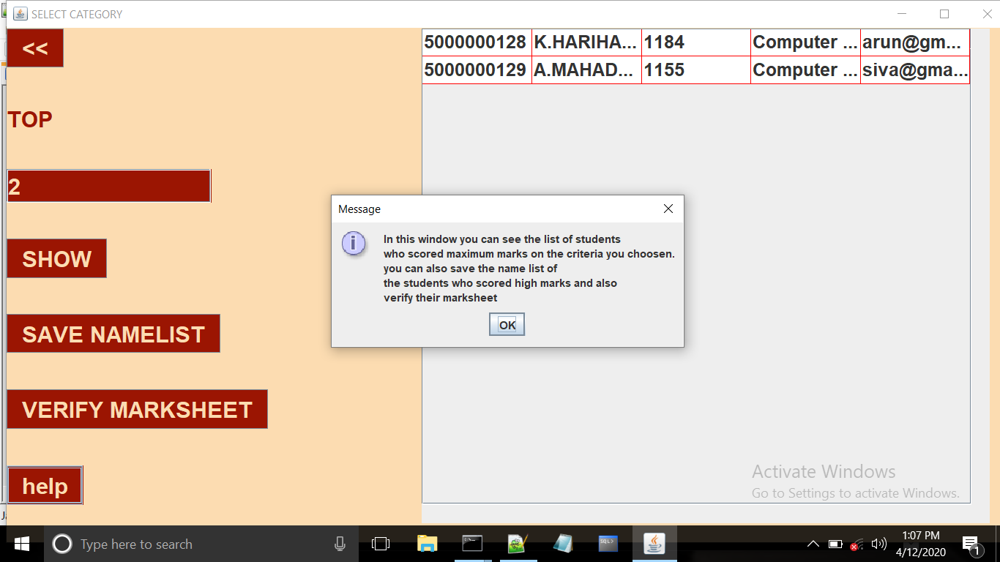 SELECT CATEGORY
<<
5000000128 K.HARIHA... 1184 Computer ... arun@gm...
5000000129 A.MAHAD... 1155 Computer ... siva@gma...
TOP
2
SHOW
SAVE NAMELIST
VERIFY MARKSHEET
help
Message
In this window you can see the list of students
who scored maximum marks on the criteria you choosen.
you can also save the name list of
the students who scored high marks and also
verify their marksheet
OK
Activate Windows
Go to Settings to activate Windows.
Type here to search
SQL>
1:07 PM
4/12/2020
1